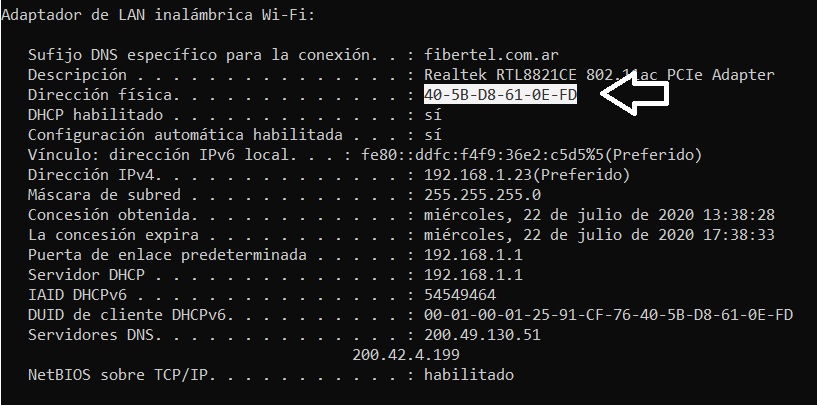 Adaptador de LAN inalámbrica Wi-Fi:
Sufijo DNS específico para la conexión. . : fibertel.com.ar
Descripción . . . . . . . . . . . . . . . : Realtek RTL8821CE 802.11ac PCIe Adapter
Dirección física. . . . . . . . . . . . . : 40-5B-D8-61-0E-FD
DHCP habilitado . . . . . . . . . . . . . : sí
Configuración automática habilitada . . . : sí
Vínculo: dirección IPv6 local. . . : fe80::ddfc:f4f9:36e2:c5d5%5(Preferido)
Dirección IPv4. . . . . . . . . . . . . . : 192.168.1.23(Preferido)
Máscara de subred . . . . . . . . . . . . : 255.255.255.0
Concesión obtenida. . . . . . . . . . . . : miércoles, 22 de julio de 2020 13:38:28
La concesión expira . . . . . . . . . . . : miércoles, 22 de julio de 2020 17:38:33
Puerta de enlace predeterminada . . . . . : 192.168.1.1
Servidor DHCP . . . . . . . . . . . . . . : 192.168.1.1
IAID DHCPv6 . . . . . . . . . . . . . . . : 54549464
DUID de cliente DHCPv6. . . . . . . . . . : 00-01-00-01-25-91-CF-76-40-5B-D8-61-0E-FD
Servidores DNS. . . . . . . . . . . . . . : 200.49.130.51
200.42.4.199
NetBIOS sobre TCP/IP. . . . . . . . . . . : habilitado